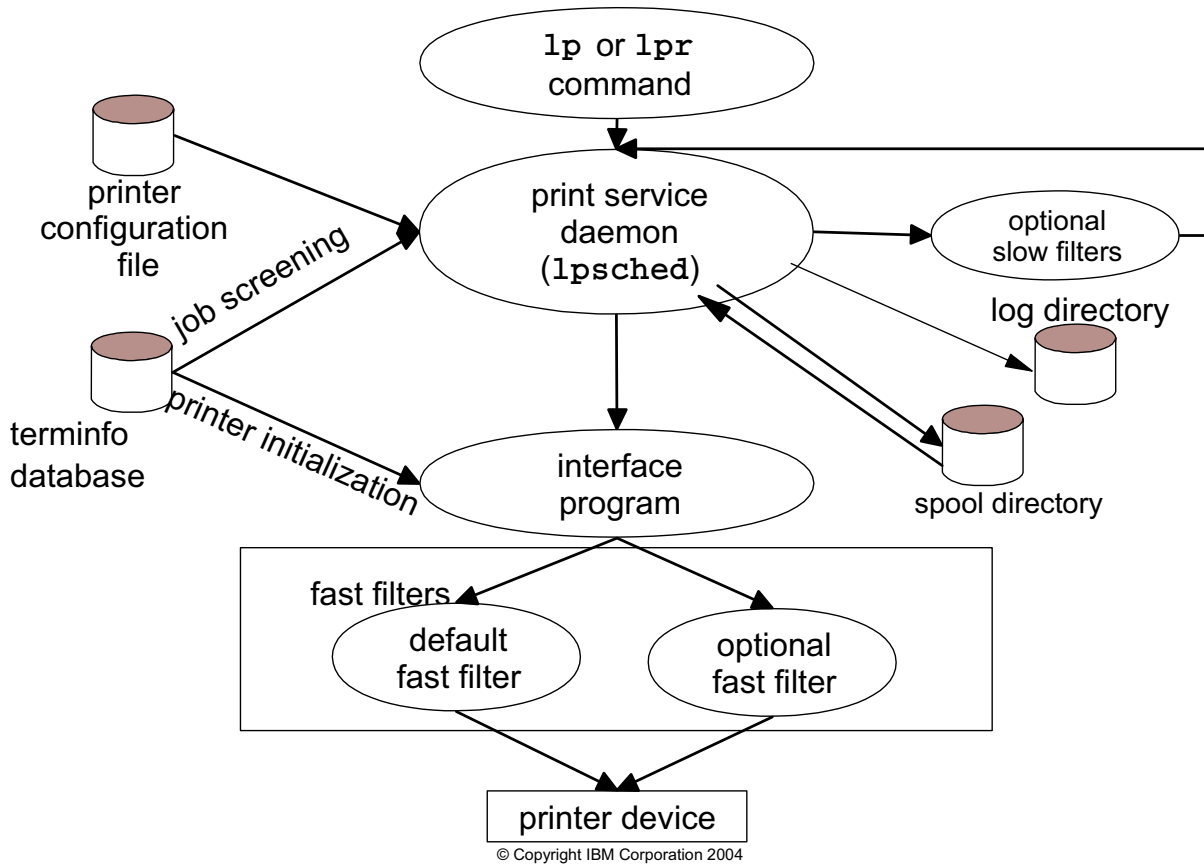 lp or lpr
command
printer
configuration
file
print service
daemon
(lpsched)
optional
slow filters
job screening
log directory
terminfo
database
printer initialization
interface
program
spool directory
fast filters
default
fast filter
optional
fast filter
printer device
© Copyright IBM Corporation 2004